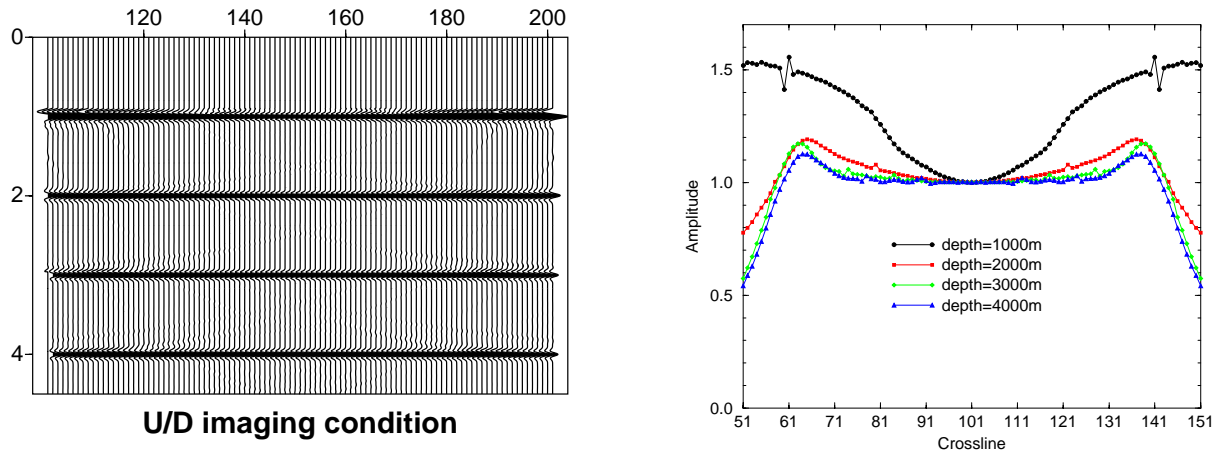 120 140 160 180 200
0
2
4
U/D imaging condition
1.5
1.0
0.5
0.0
Amplitude
depth=1000m
depth=2000m
depth=3000m
depth=4000m
51 61 71 81 91 101 111 121 131 141 151
Crossline